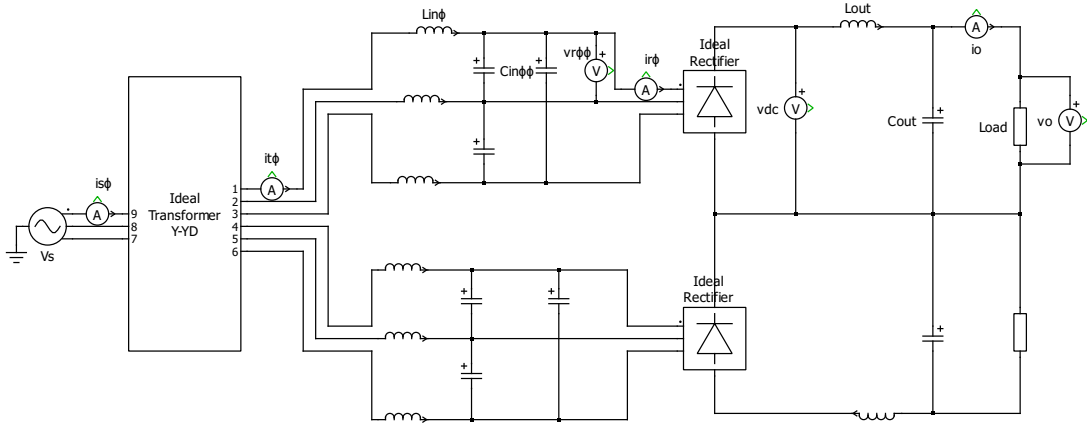 Lout
Linϕ
io
Ideal
Rectifier
vrϕϕ
+
V
irϕ
A
+
Cinϕϕ
+
+
A
+
V
vdc
+
Cout
Load
vo
+
V
+
itϕ
A
isϕ
A
Vs
9
8
7
Ideal
Transformer
Y-YD
1
2
3
4
5
6
Ideal
Rectifier
+
+
+
+